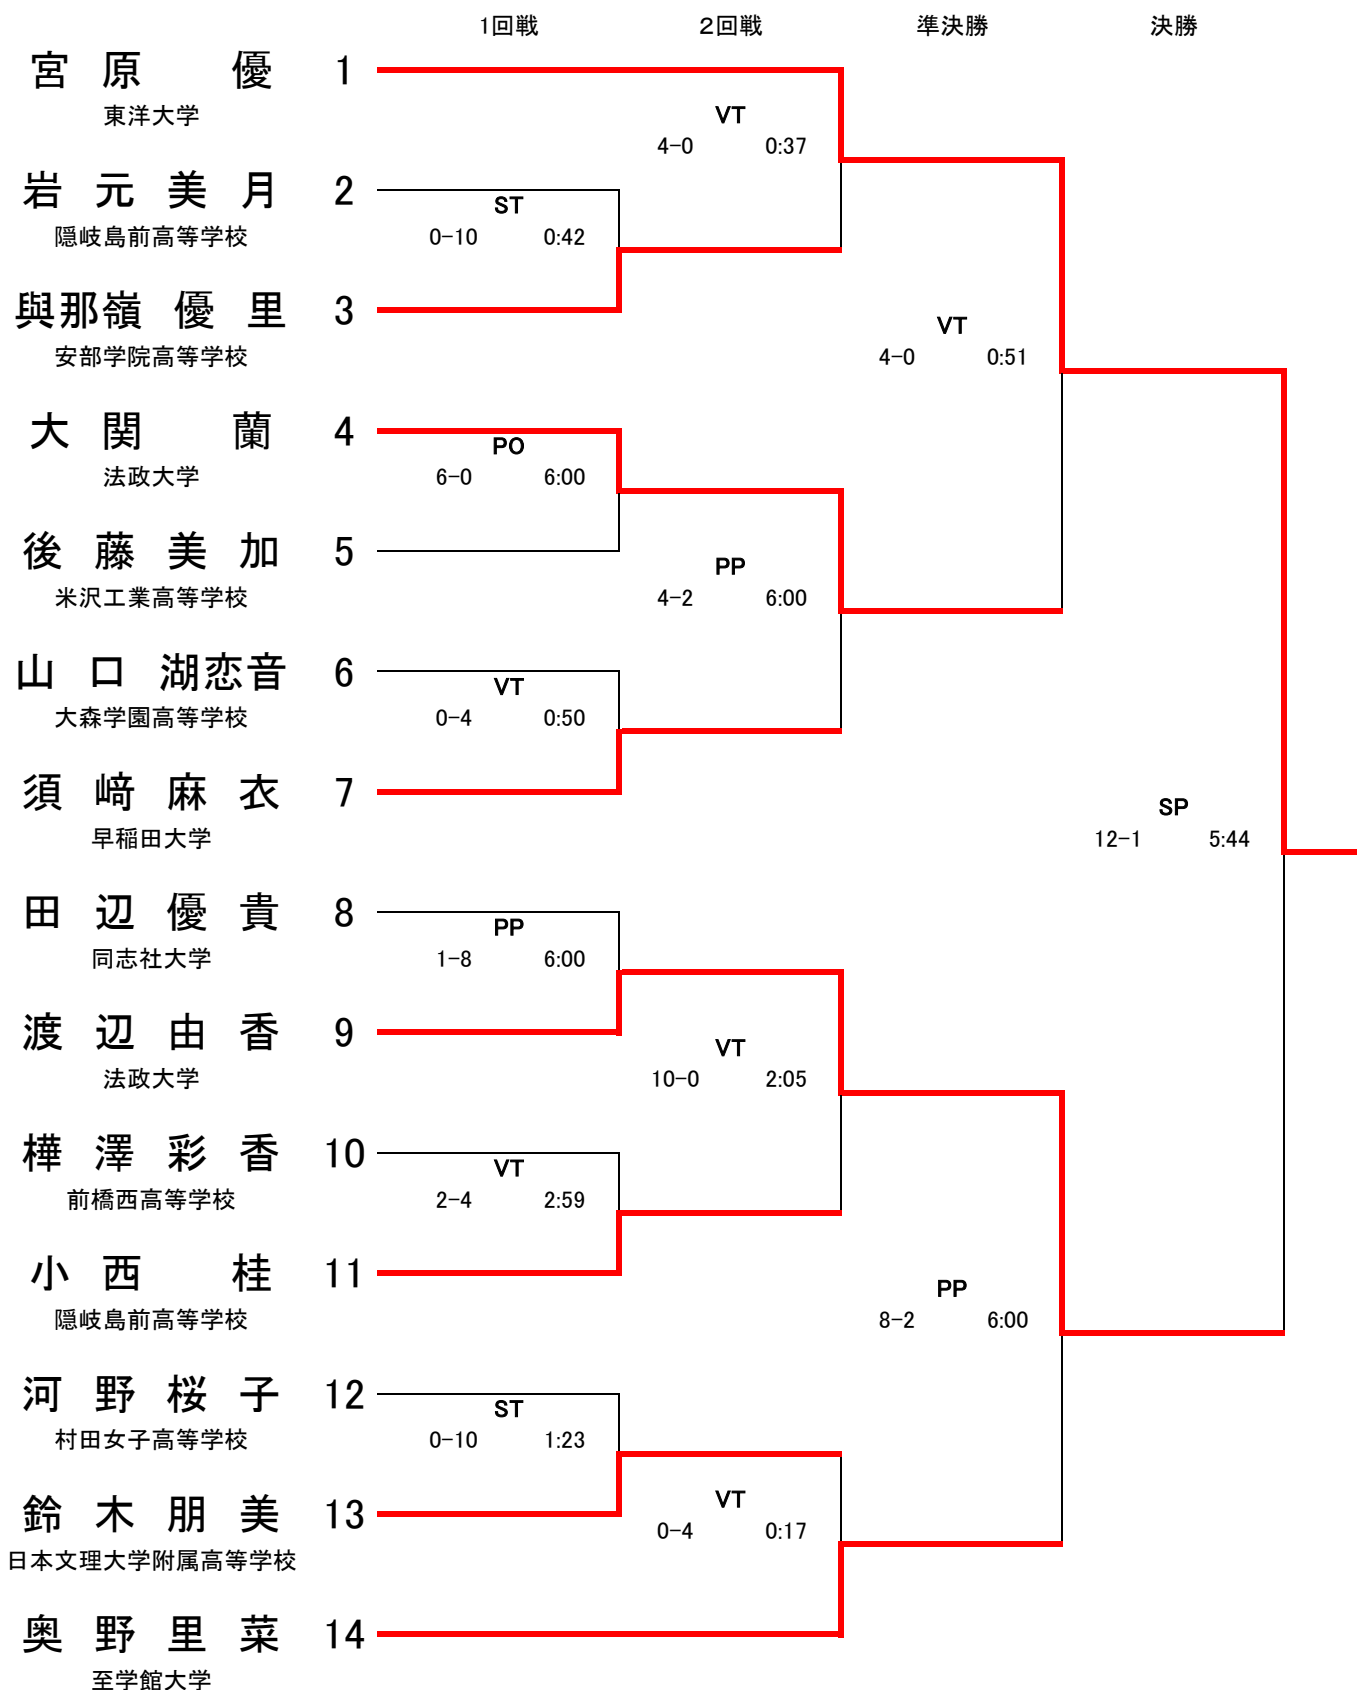 1回戦 2回戦 準決勝 決勝
宮原 優 1
東洋大学
VT
4-0 0:37
岩元美月 2
隠岐島前高等学校
ST
0-10 0:42
與那嶺優里 3
安部学院高等学校
VT
4-0 0:51
大関 蘭 4
法政大学
PO
6-0 6:00
後藤美加 5
米沢工業高等学校
PP
4-2 6:00
山口湖恋音 6
大森学園高等学校
VT
0-4 0:50
須﨑麻衣 7
早稲田大学
SP
12-1 5:44
田辺優貴 8
同志社大学
PP
1-8 6:00
渡辺由香 9
法政大学
VT
10-0 2:05
樺澤彩香 10
前橋西高等学校
VT
2-4 2:59
小西 桂 11
隠岐島前高等学校
PP
8-2 6:00
河野桜子 12
村田女子高等学校
ST
0-10 1:23
鈴木朋美 13
日本文理大学附属高等学校
VT
0-4 0:17
奥野里菜 14
至学館大学